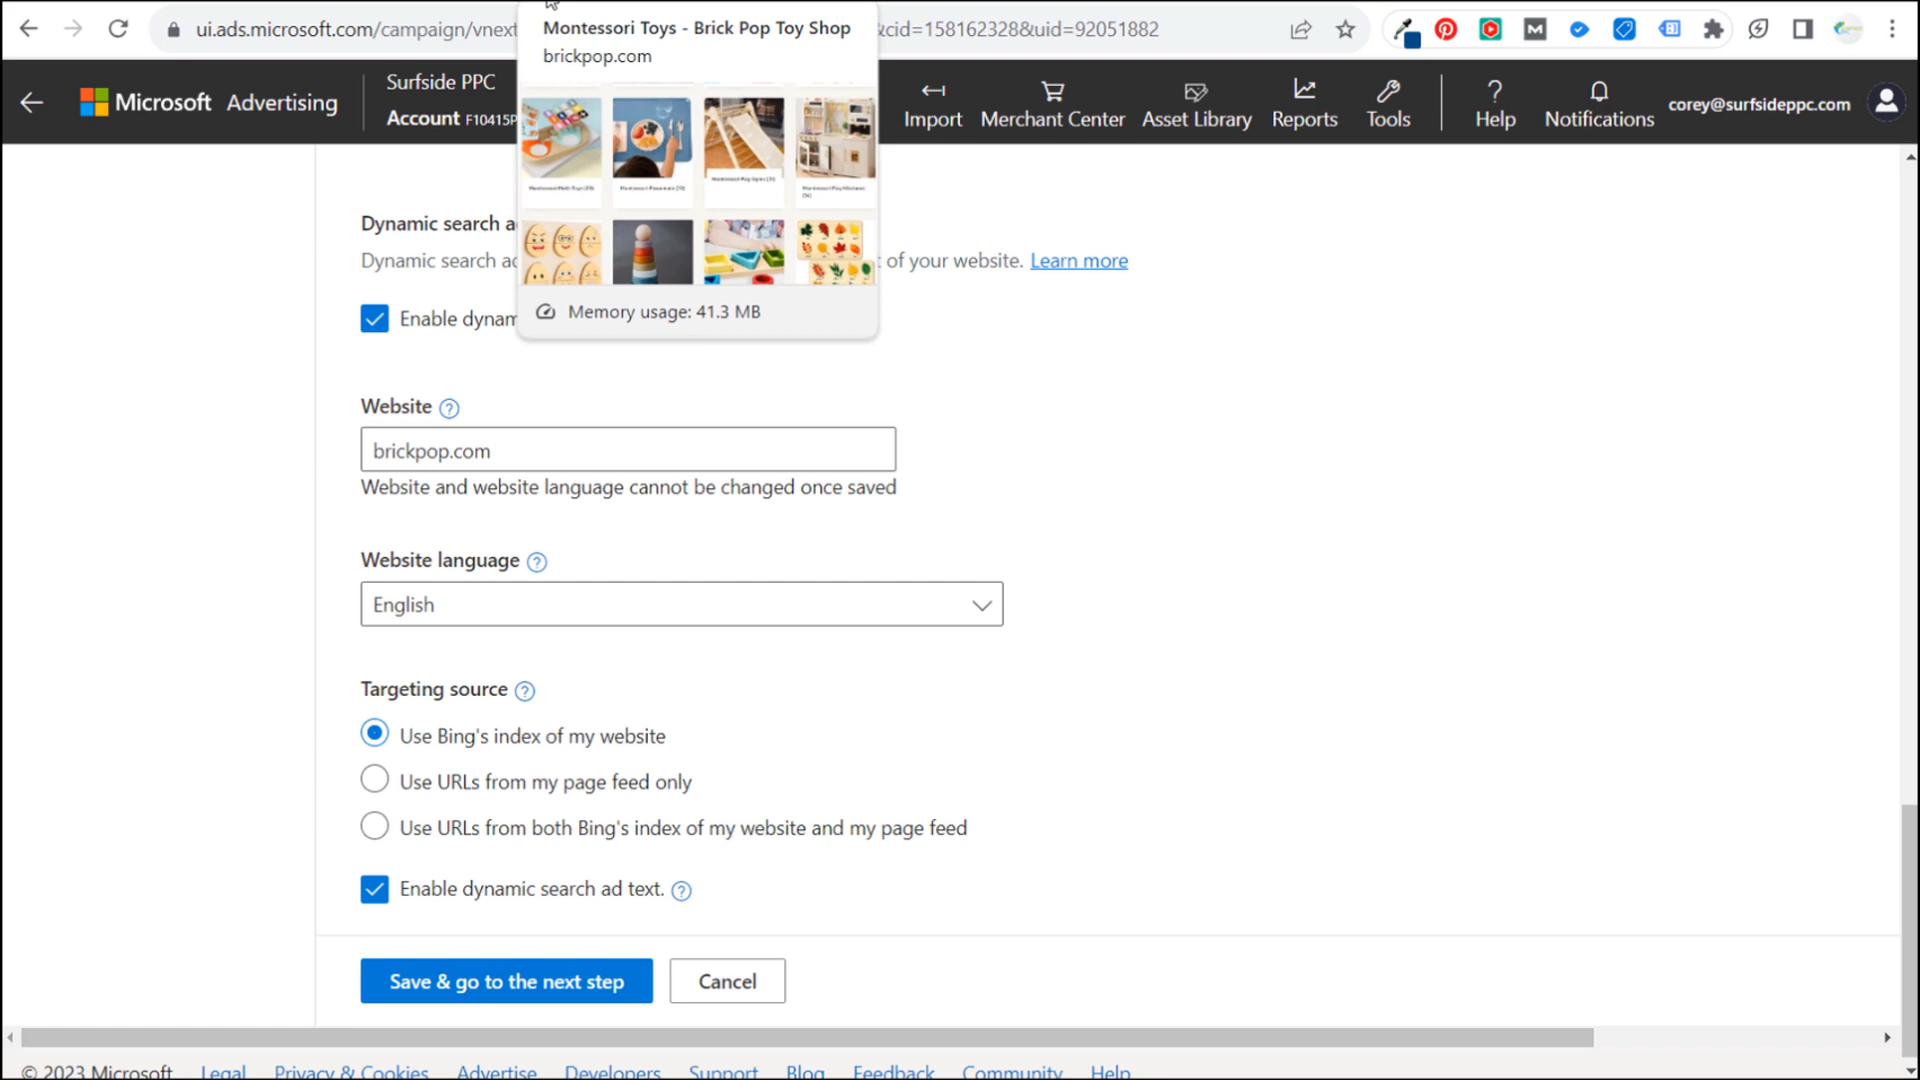 ui.ads.microsoft.com/campaign/vnext
&cid=158162328&uid=92051882
Montessori Toys - Brick Pop Toy Shop
brickpop.com
Microsoft Advertising
Surfside PPC
Account F10415P
Import
Merchant Center
Asset Library
Reports
Tools
Help
Notifications
corey@surfsideppc.com
Memory usage: 41.3 MB
Dynamic search a
Dynamic search ac
of your website. Learn more
Enable dynam
Website
brickpop.com
Website and website language cannot be changed once saved
Website language
English
Targeting source
Use Bing's index of my website
Use URLs from my page feed only
Use URLs from both Bing's index of my website and my page feed
Enable dynamic search ad text.
Save & go to the next step
Cancel
© 2023 Microsoft Legal Privacy & Cookies Advertise Developers Support Blog Feedback Community Help